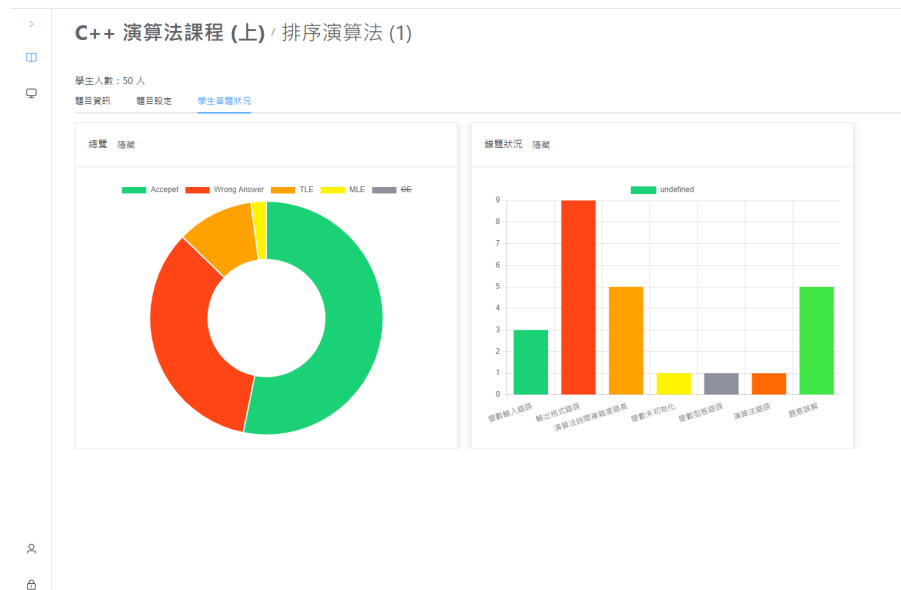 C++ 演算法課程 (上) / 排序演算法 (1)
學生人數：50 人
題目資訊 題目設定 學生答題狀況
總覽 隱藏
Accepet Wrong Answer TLE MLE OE
錯題狀況 隱藏
undefined
9
8
7
6
5
4
3
2
1
0
變數輸入錯誤 輸出格式錯誤 演算法時間複雜度過高 變數未初始化 變數型態錯誤 演算法錯誤 題意誤解